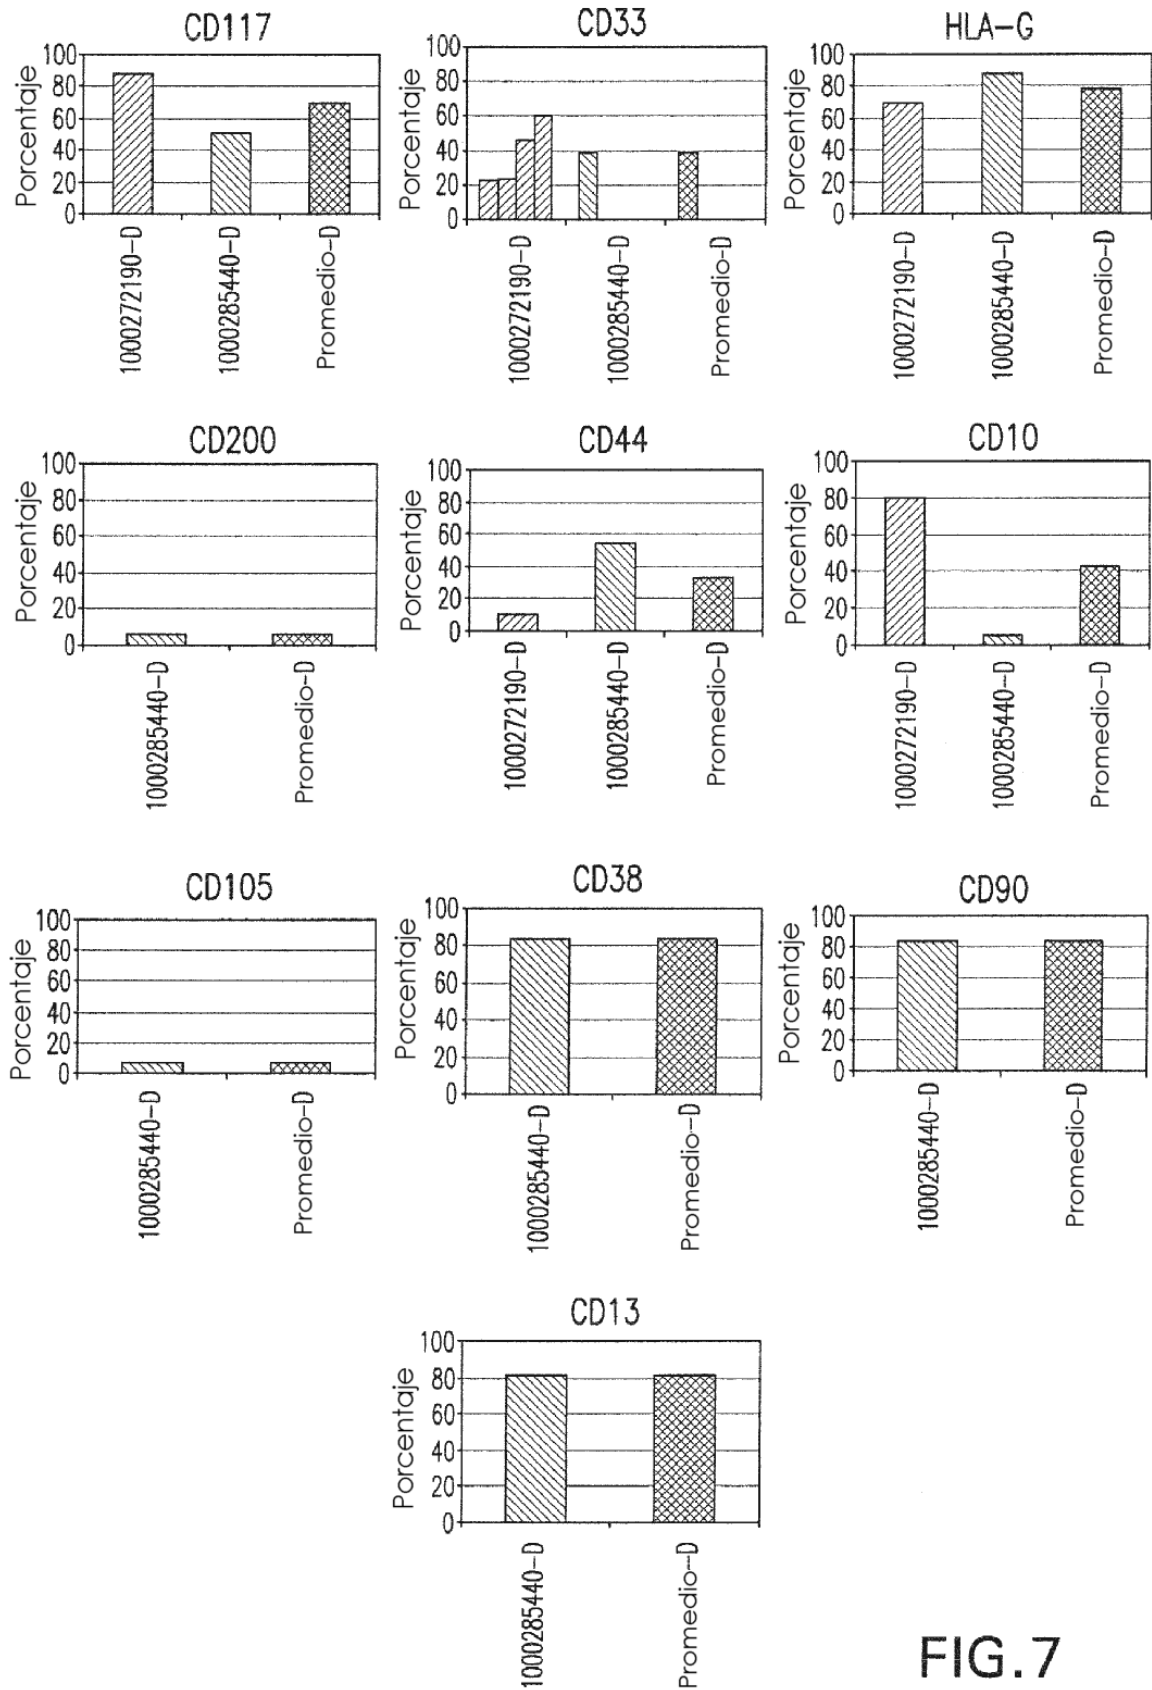 CD117
Porcentaje
100
80
60
40
20
0
1000272190-D
1000285440-D
Promedio-D
CD33
Porcentaje
100
80
60
40
20
0
1000272190-D
1000285440-D
Promedio-D
HLA-G
Porcentaje
100
80
60
40
20
0
1000272190-D
1000285440-D
Promedio-D
CD200
Porcentaje
100
80
60
40
20
0
1000285440-D
Promedio-D
CD44
Porcentaje
100
80
60
40
20
0
1000272190-D
1000285440-D
Promedio-D
CD10
Porcentaje
100
80
60
40
20
0
1000272190-D
1000285440-D
Promedio-D
CD105
Porcentaje
100
80
60
40
20
0
1000285440-D
Promedio-D
CD38
Porcentaje
100
80
60
40
20
0
1000285440-D
Promedio-D
CD90
Porcentaje
100
80
60
40
20
0
1000285440-D
Promedio-D
CD13
Porcentaje
100
80
60
40
20
0
1000285440-D
Promedio-D
FIG.7